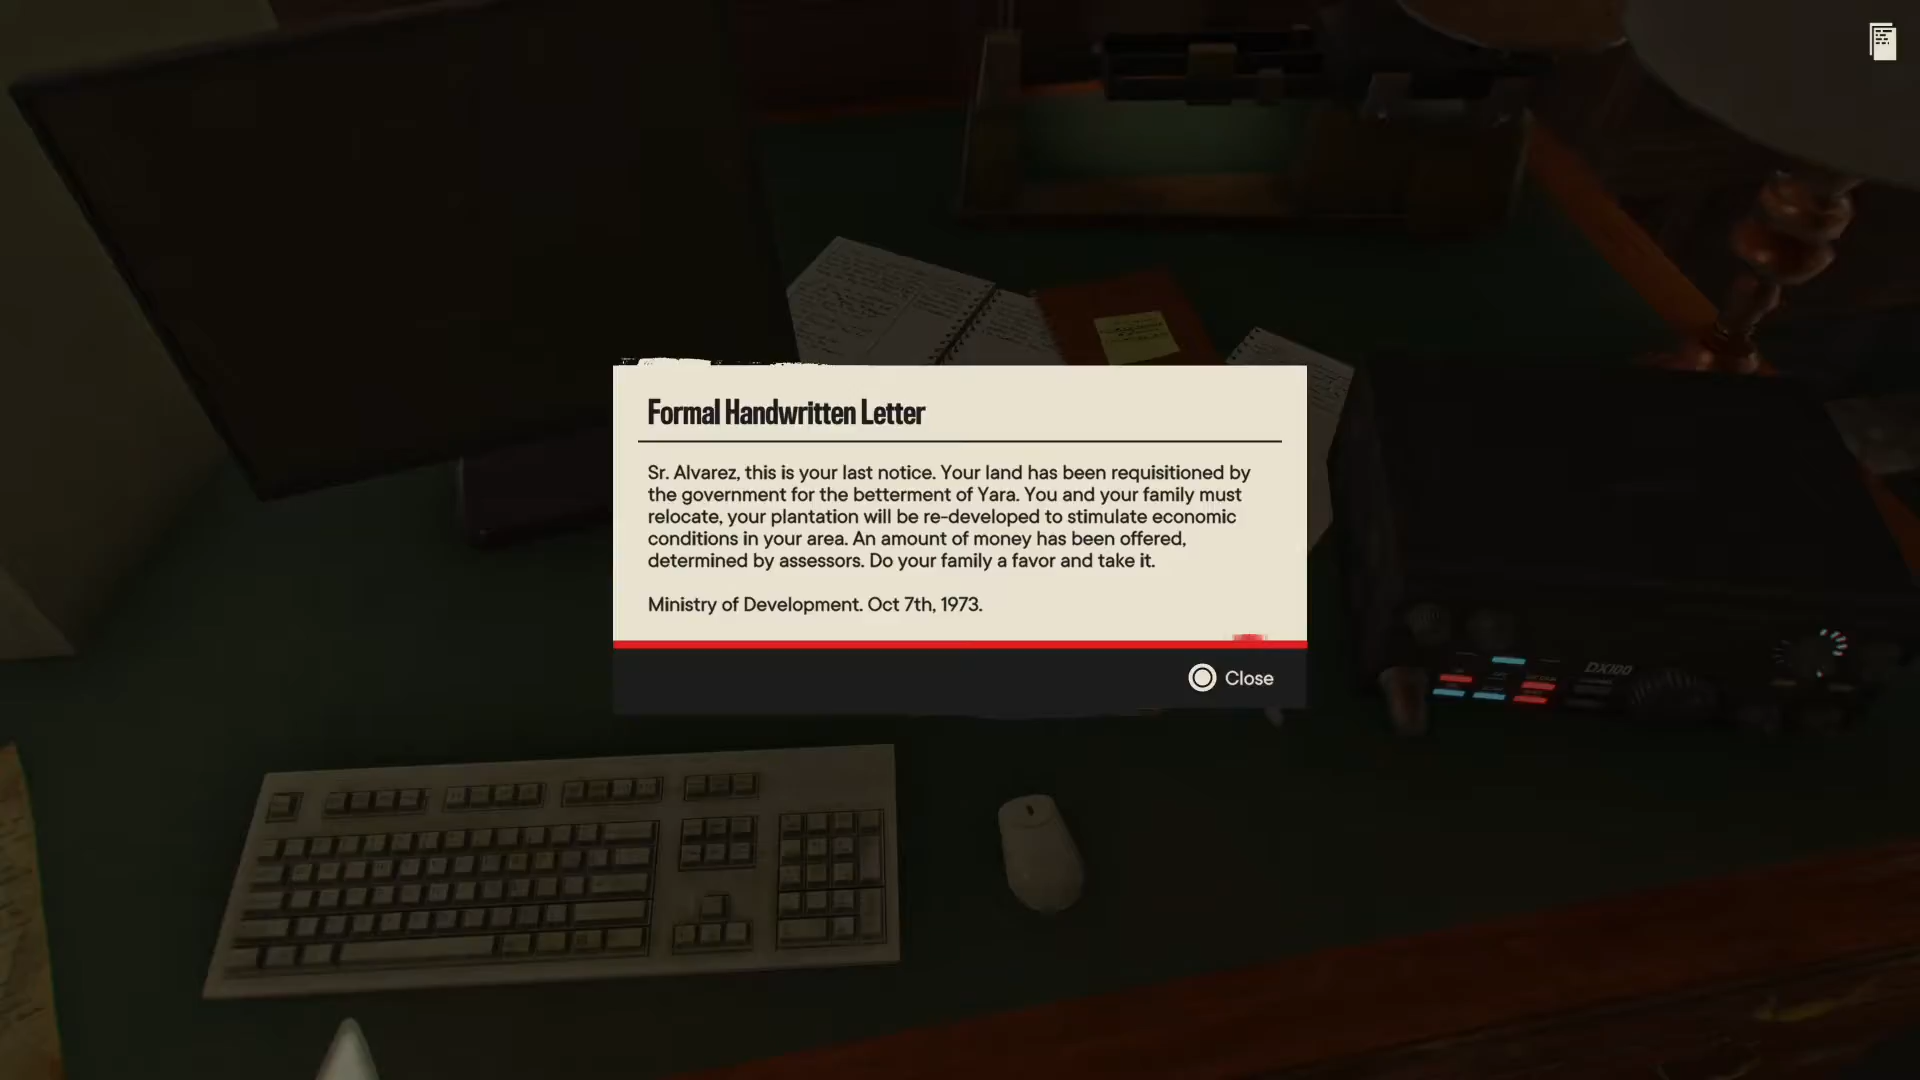 Formal Handwritten Letter
Sr. Alvarez, this is your last notice. Your land has been requisitioned by
the government for the betterment of Yara. You and your family must
relocate, your plantation will be re-developed to stimulate economic
conditions in your area. An amount of money has been offered,
determined by assessors. Do your family a favor and take it.
Ministry of Development. Oct 7th, 1973.
Close
DX100